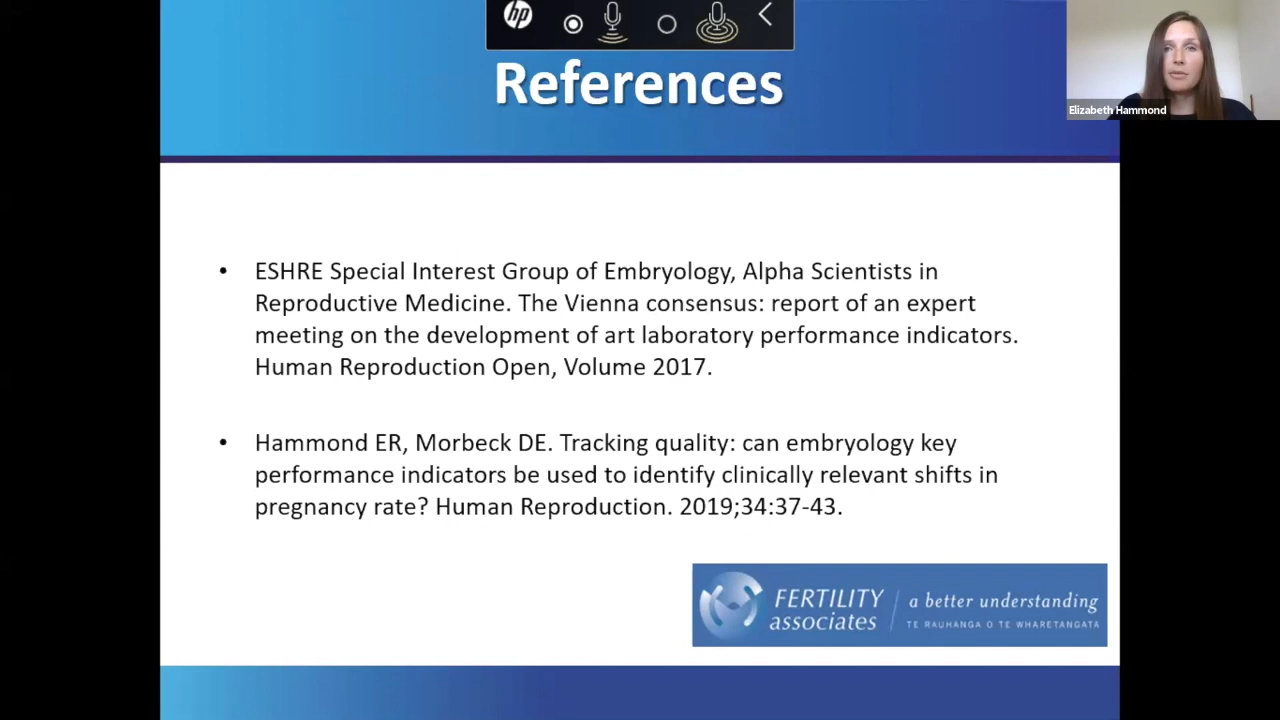 hp
References
Elizabeth Hammond
• ESHRE Special Interest Group of Embryology, Alpha Scientists in
Reproductive Medicine. The Vienna consensus: report of an expert
meeting on the development of art laboratory performance indicators.
Human Reproduction Open, Volume 2017.
• Hammond ER, Morbeck DE. Tracking quality: can embryology key
performance indicators be used to identify clinically relevant shifts in
pregnancy rate? Human Reproduction. 2019;34:37-43.
FERTILITY
associates
a better understanding
TE RAUHANGA O TE WHARETANGATA